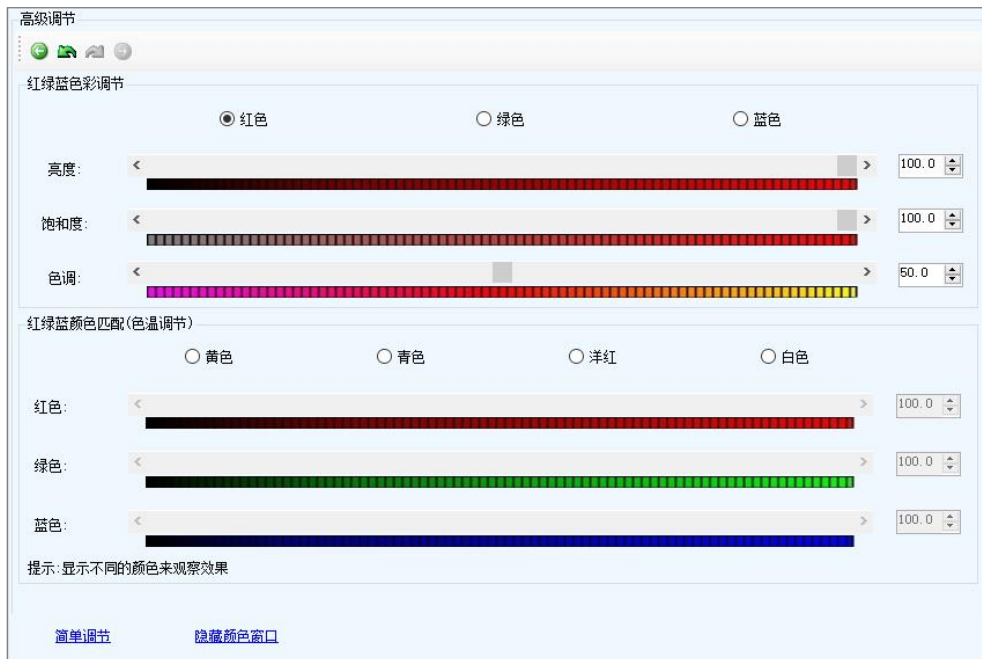 高级调节
红绿蓝色彩调节
红色 绿色 蓝色
亮度: 100.0
饱和度: 100.0
色调: 50.0
红绿蓝颜色匹配(色温调节)
黄色 青色 洋红 白色
红色: 100.0
绿色: 100.0
蓝色: 100.0
提示:显示不同的颜色来观察效果
简单调节 隐藏颜色窗口